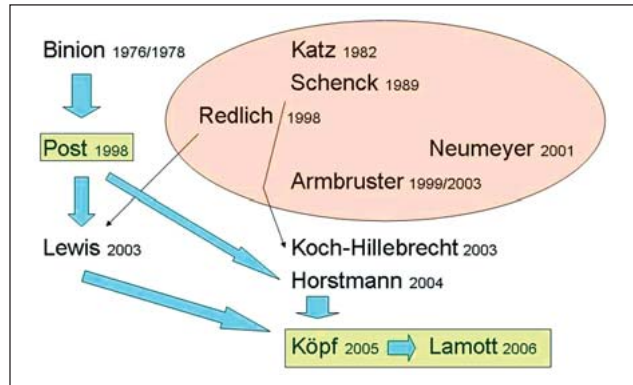 Binion 1976/1978
Katz 1982
Schenck 1989
Redlich 1998
Post 1998
Neumeyer 2001
Armbruster 1999/2003
Lewis 2003
Koch-Hillebrecht 2003
Horstmann 2004
Köpf 2005
Lamott 2006